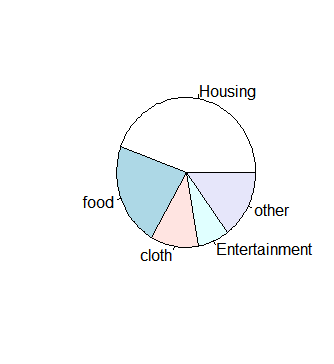 Housing
food
other
cloth
Entertainment